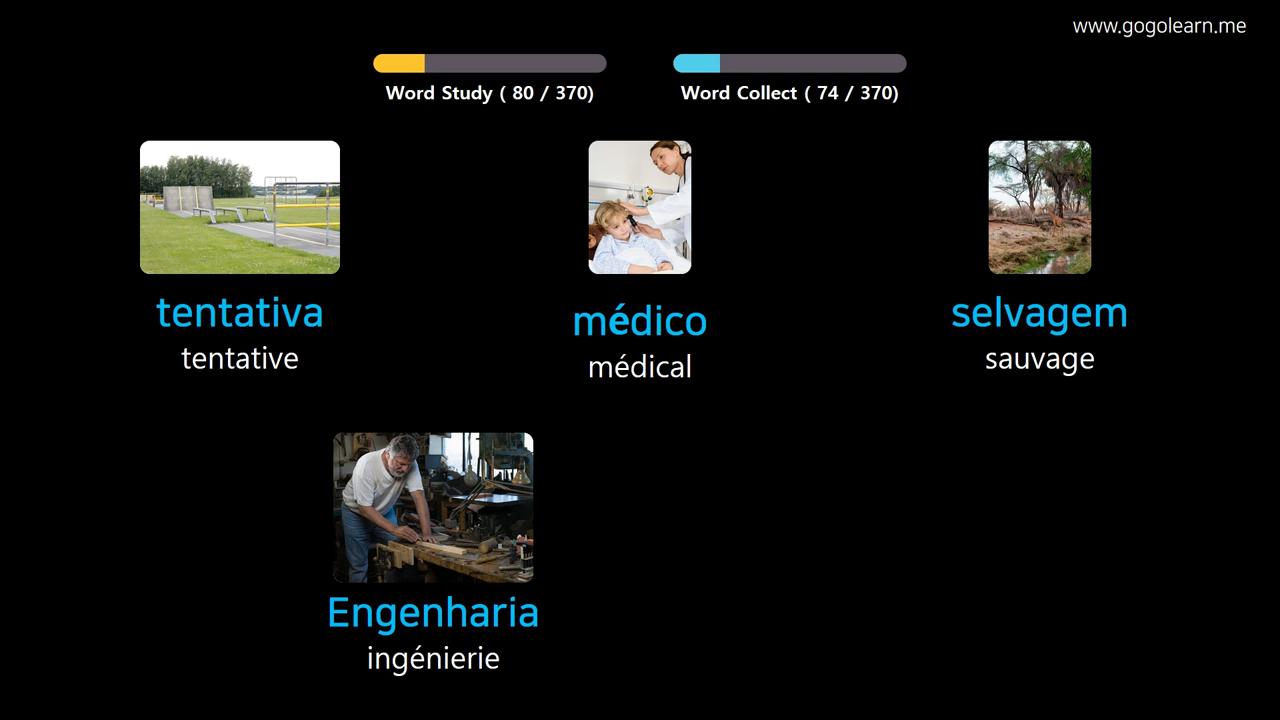 www.gogolearn.me
Word Study ( 80 / 370)
Word Collect ( 74 / 370)
tentativa
tentative
médico
médical
selvagem
sauvage
Engenharia
ingénierie